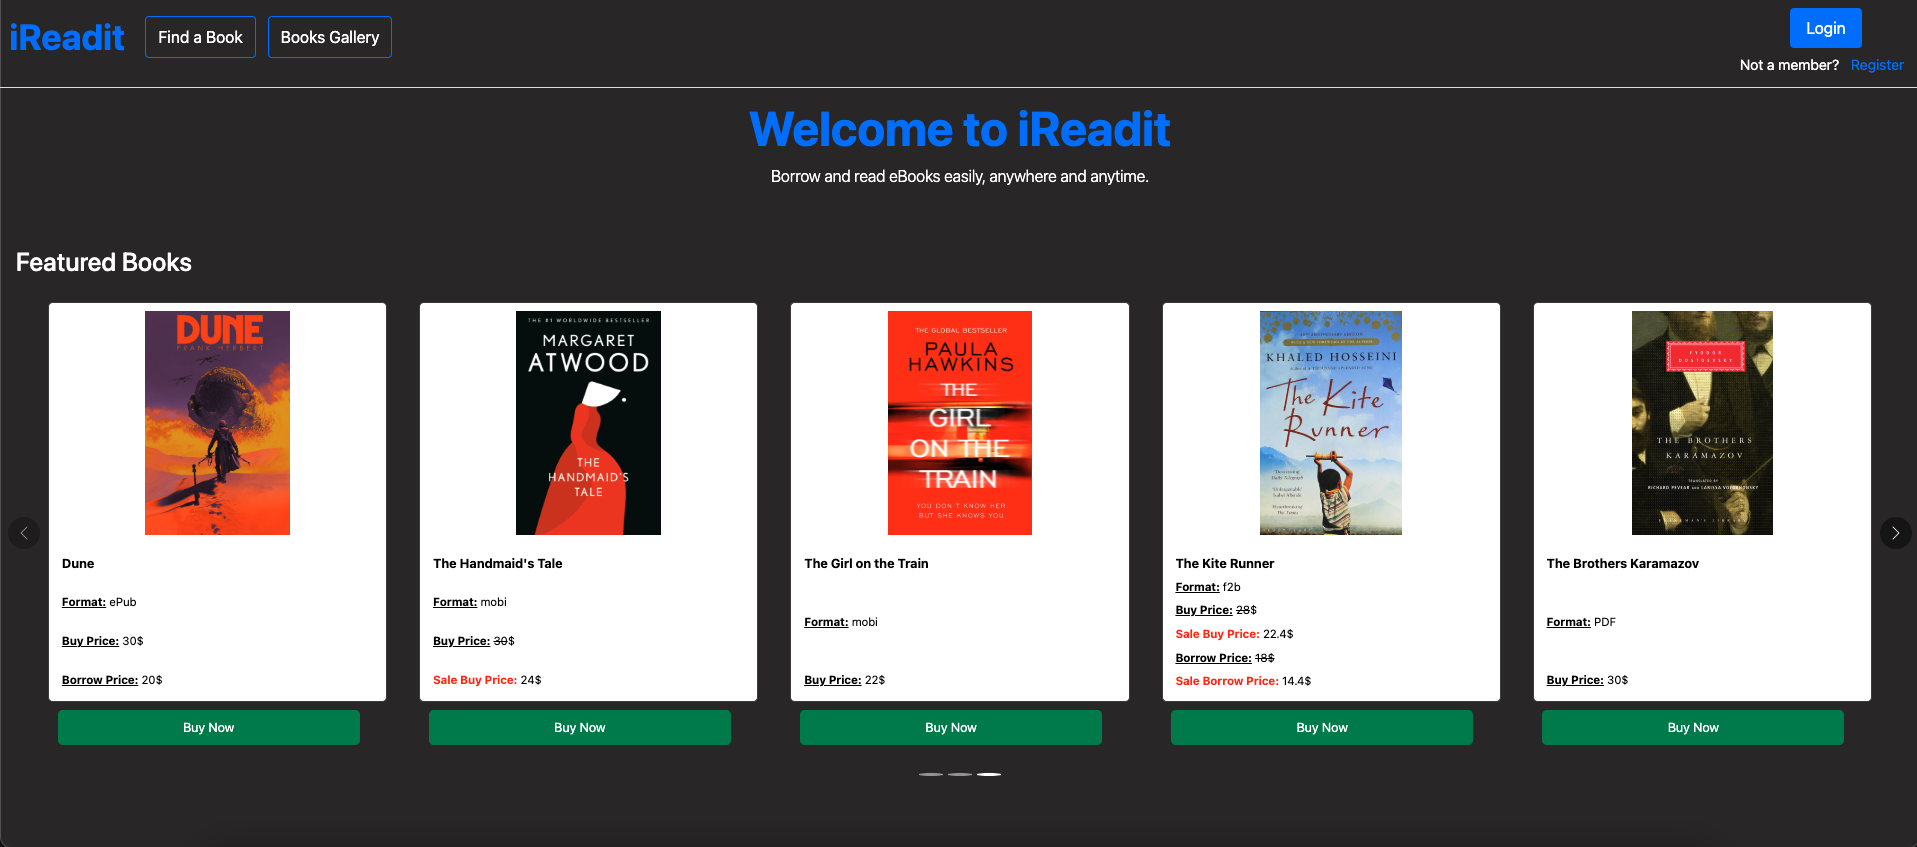 iReadit
Find a Book
Books Gallery
Login
Not a member? Register
Welcome to iReadit
Borrow and read eBooks easily, anywhere and anytime.
Featured Books
DUNE
FRANK HERBERT
Dune
Format: ePub
Buy Price: 30$
Borrow Price: 20$
Buy Now
THE #1 WORLDWIDE BESTSELLER
MARGARET
ATWOOD
THE
HANDMAID'S
TALE
The Handmaid's Tale
Format: mobi
Buy Price: 30$
Sale Buy Price: 24$
Buy Now
THE GLOBAL BESTSELLER
PAULA
HAWKINS
THE
GIRL
ON THE
TRAIN
YOU DON'T KNOW HER
BUT SHE KNOWS YOU.
The Girl on the Train
Format: mobi
Buy Price: 22$
Buy Now
KHALED HOSSEINI
The Kite
Runner
The Kite Runner
Format: f2b
Buy Price: 28$
Sale Buy Price: 22.4$
Borrow Price: 18$
Sale Borrow Price: 14.4$
Buy Now
FYODOR
DOSTOEVSKY
THE BROTHERS
KARAMAZOV
TRANSLATED BY
RICHARD PEVEAR AND LARISSA VOLOKHONSKY
The Brothers Karamazov
Format: PDF
Buy Price: 30$
Buy Now